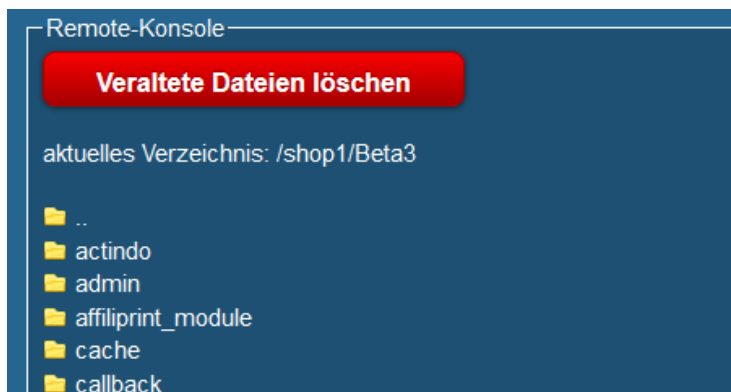 Remote-Konsole
Veraltete Dateien löschen
aktuelles Verzeichnis: /shop1/Beta3
..
actindo
admin
affiliprint_module
cache
callback